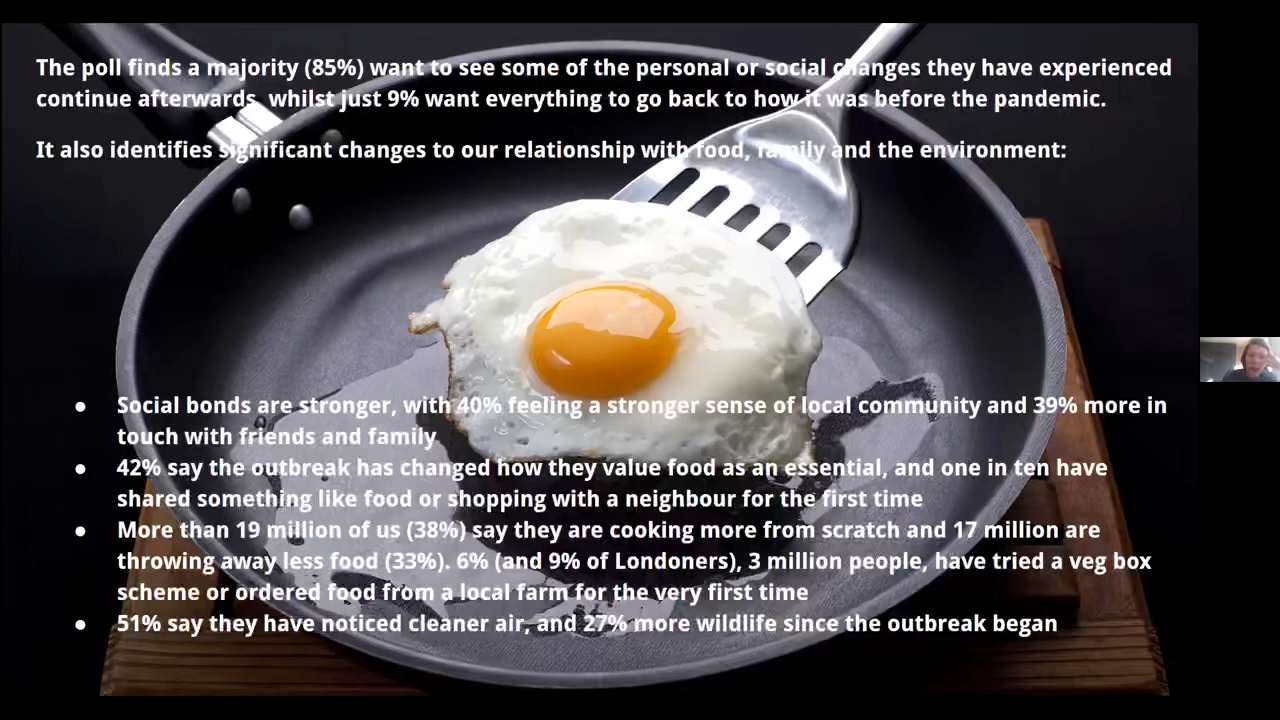 The poll finds a majority (85%) want to see some of the personal or social changes they have experienced
continue afterwards, whilst just 9% want everything to go back to how it was before the pandemic.
It also identifies significant changes to our relationship with food, family and the environment:
● Social bonds are stronger, with 40% feeling a stronger sense of local community and 39% more in
touch with friends and family
● 42% say the outbreak has changed how they value food as an essential, and one in ten have
shared something like food or shopping with a neighbour for the first time
● More than 19 million of us (38%) say they are cooking more from scratch and 17 million are
throwing away less food (33%). 6% (and 9% of Londoners), 3 million people, have tried a veg box
scheme or ordered food from a local farm for the very first time
● 51% say they have noticed cleaner air, and 27% more wildlife since the outbreak began